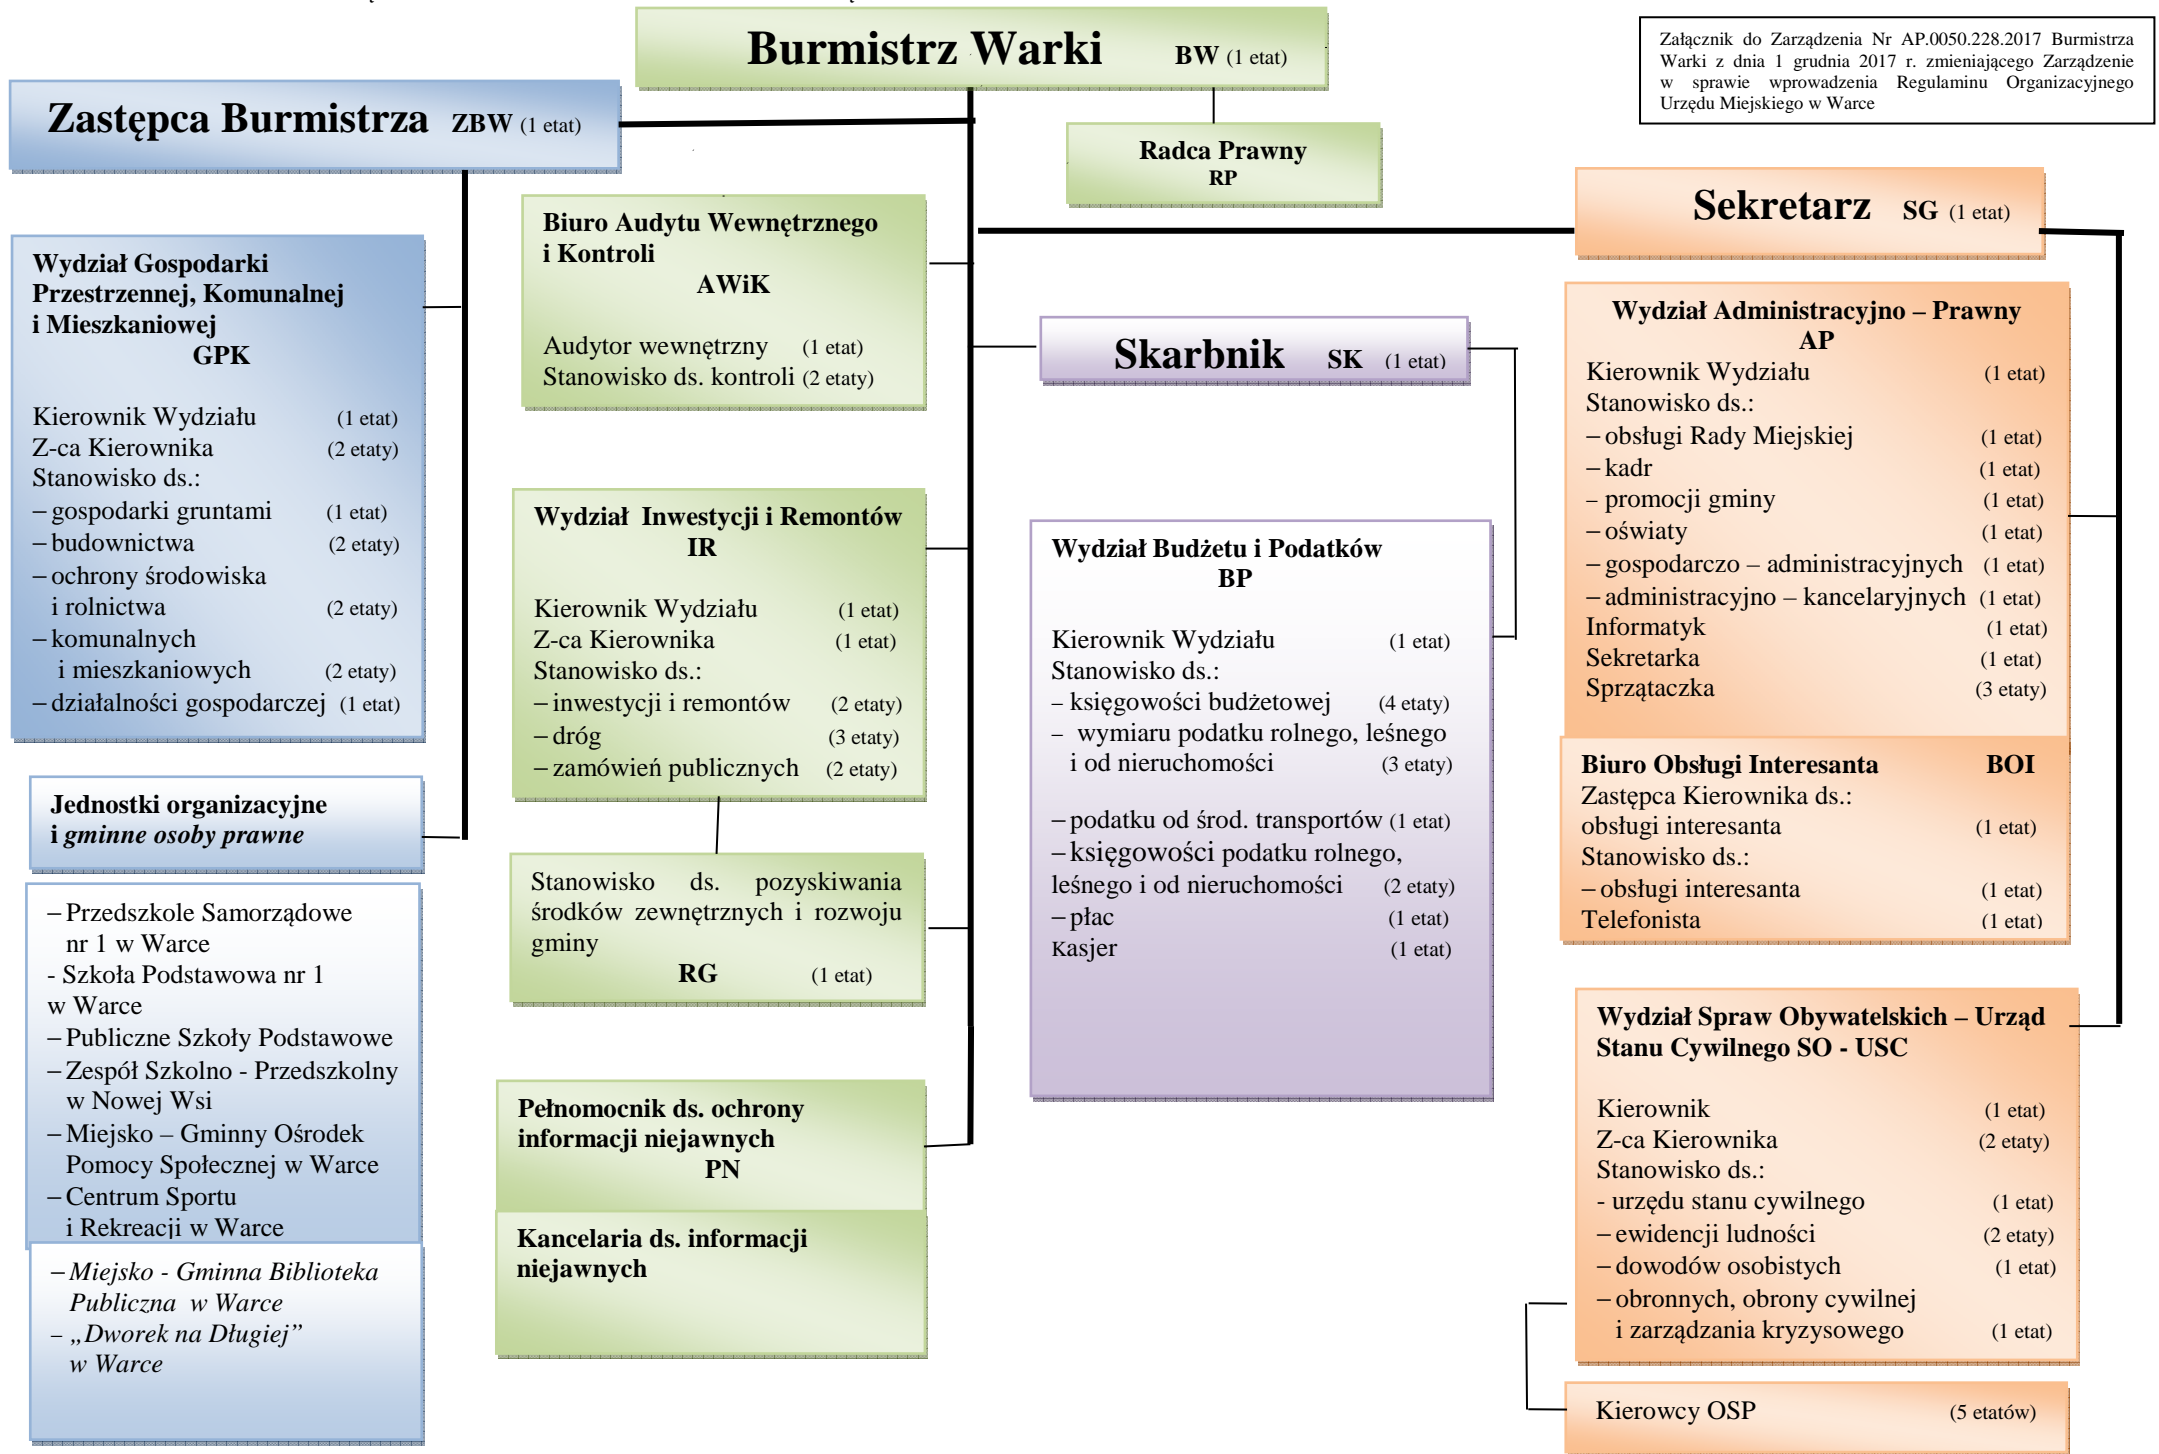 Burmistrz Warki BW (1 etat)
Załącznik do Zarządzenia Nr AP.0050.228.2017 Burmistrza
Warki z dnia 1 grudnia 2017 r. zmieniającego Zarządzenie
w sprawie wprowadzenia Regulaminu Organizacyjnego
Urzędu Miejskiego w Warce
Zastępca Burmistrza ZBW (1 etat)
Radca Prawny
RP
Sekretarz SG (1 etat)
Wydział Gospodarki
Przestrzennej, Komunalnej
i Mieszkaniowej
GPK
Kierownik Wydziału (1 etat)
Z-ca Kierownika (2 etaty)
Stanowisko ds.:
– gospodarki gruntami (1 etat)
– budownictwa (2 etaty)
– ochrony środowiska
i rolnictwa (2 etaty)
– komunalnych
i mieszkaniowych (2 etaty)
– działalności gospodarczej (1 etat)
Jednostki organizacyjne
i gminne osoby prawne
– Przedszkole Samorządowe
nr 1 w Warce
- Szkoła Podstawowa nr 1
w Warce
– Publiczne Szkoły Podstawowe
– Zespół Szkolno - Przedszkolny
w Nowej Wsi
– Miejsko – Gminny Ośrodek
Pomocy Społecznej w Warce
– Centrum Sportu
i Rekreacji w Warce
– Miejsko - Gminna Biblioteka
Publiczna w Warce
– „Dworek na Długiej”
w Warce
Biuro Audytu Wewnętrznego
i Kontroli
AWiK
Audytor wewnętrzny (1 etat)
Stanowisko ds. kontroli (2 etaty)
Wydział Inwestycji i Remontów
IR
Kierownik Wydziału (1 etat)
Z-ca Kierownika (1 etat)
Stanowisko ds.:
– inwestycji i remontów (2 etaty)
– dróg (3 etaty)
– zamówień publicznych (2 etaty)
Stanowisko ds. pozyskiwania
środków zewnętrznych i rozwoju
gminy
RG (1 etat)
Pełnomocnik ds. ochrony
informacji niejawnych
PN
Kancelaria ds. informacji
niejawnych
Skarbnik SK (1 etat)
Wydział Budżetu i Podatków
BP
Kierownik Wydziału (1 etat)
Stanowisko ds.:
– księgowości budżetowej (4 etaty)
– wymiaru podatku rolnego, leśnego
i od nieruchomości (3 etaty)
– podatku od środ. transportów (1 etat)
– księgowości podatku rolnego,
leśnego i od nieruchomości (2 etaty)
– płac (1 etat)
Kasjer (1 etat)
Wydział Administracyjno – Prawny
AP
Kierownik Wydziału (1 etat)
Stanowisko ds.:
– obsługi Rady Miejskiej (1 etat)
– kadr (1 etat)
– promocji gminy (1 etat)
– oświaty (1 etat)
– gospodarczo – administracyjnych (1 etat)
– administracyjno – kancelaryjnych (1 etat)
Informatyk (1 etat)
Sekretarka (1 etat)
Sprzątaczka (3 etaty)
Biuro Obsługi Interesanta BOI
Zastępca Kierownika ds.:
obsługi interesanta (1 etat)
Stanowisko ds.:
– obsługi interesanta (1 etat)
Telefonista (1 etat)
Wydział Spraw Obywatelskich – Urząd
Stanu Cywilnego SO - USC
Kierownik (1 etat)
Z-ca Kierownika (2 etaty)
Stanowisko ds.:
- urzędu stanu cywilnego (1 etat)
– ewidencji ludności (2 etaty)
– dowodów osobistych (1 etat)
– obronnych, obrony cywilnej
i zarządzania kryzysowego (1 etat)
Kierowcy OSP (5 etatów)